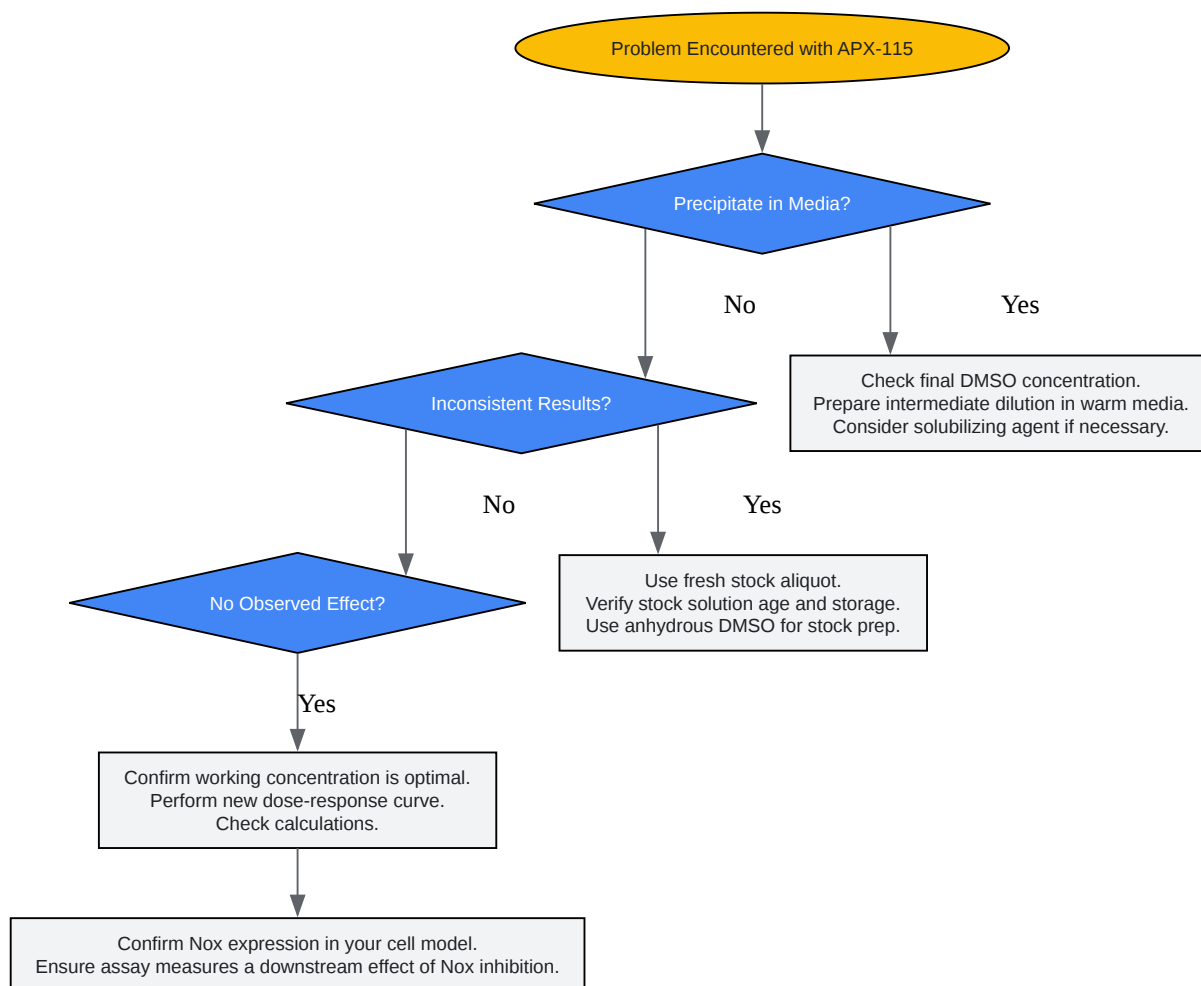 Problem Encountered with APX-115
Precipitate in Media?
No
Yes
Check final DMSO concentration.
Prepare intermediate dilution in warm media.
Consider solubilizing agent if necessary.
Inconsistent Results?
No
Yes
Use fresh stock aliquot.
Verify stock solution age and storage.
Use anhydrous DMSO for stock prep.
No Observed Effect?
Yes
Confirm working concentration is optimal.
Perform new dose-response curve.
Check calculations.
Confirm Nox expression in your cell model.
Ensure assay measures a downstream effect of Nox inhibition.